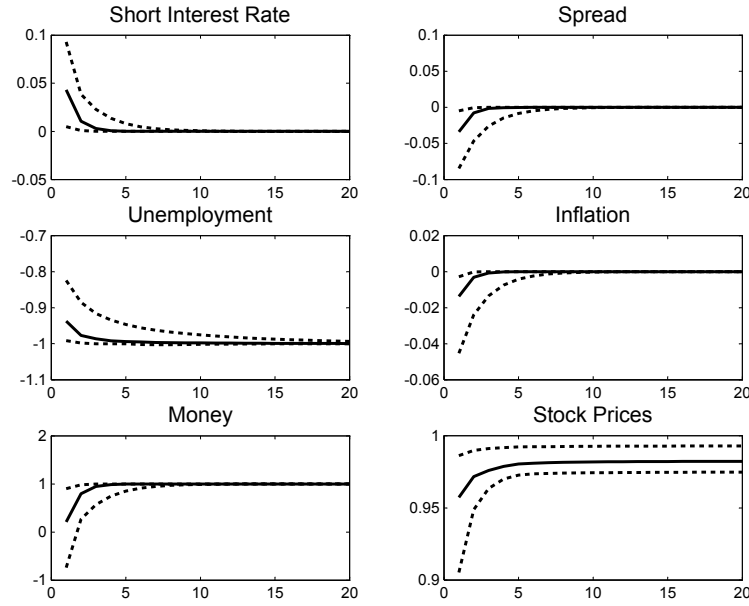 Short Interest Rate
0.1
0.05
0
-0.05
0 5 10 15 20
Spread
0.1
0.05
0
-0.05
-0.1
0 5 10 15 20
Unemployment
-0.7
-0.8
-0.9
-1
-1.1
0 5 10 15 20
Inflation
0.02
0
-0.02
-0.04
-0.06
0 5 10 15 20
Money
2
1
0
-1
0 5 10 15 20
Stock Prices
1
0.95
0.9
0 5 10 15 20